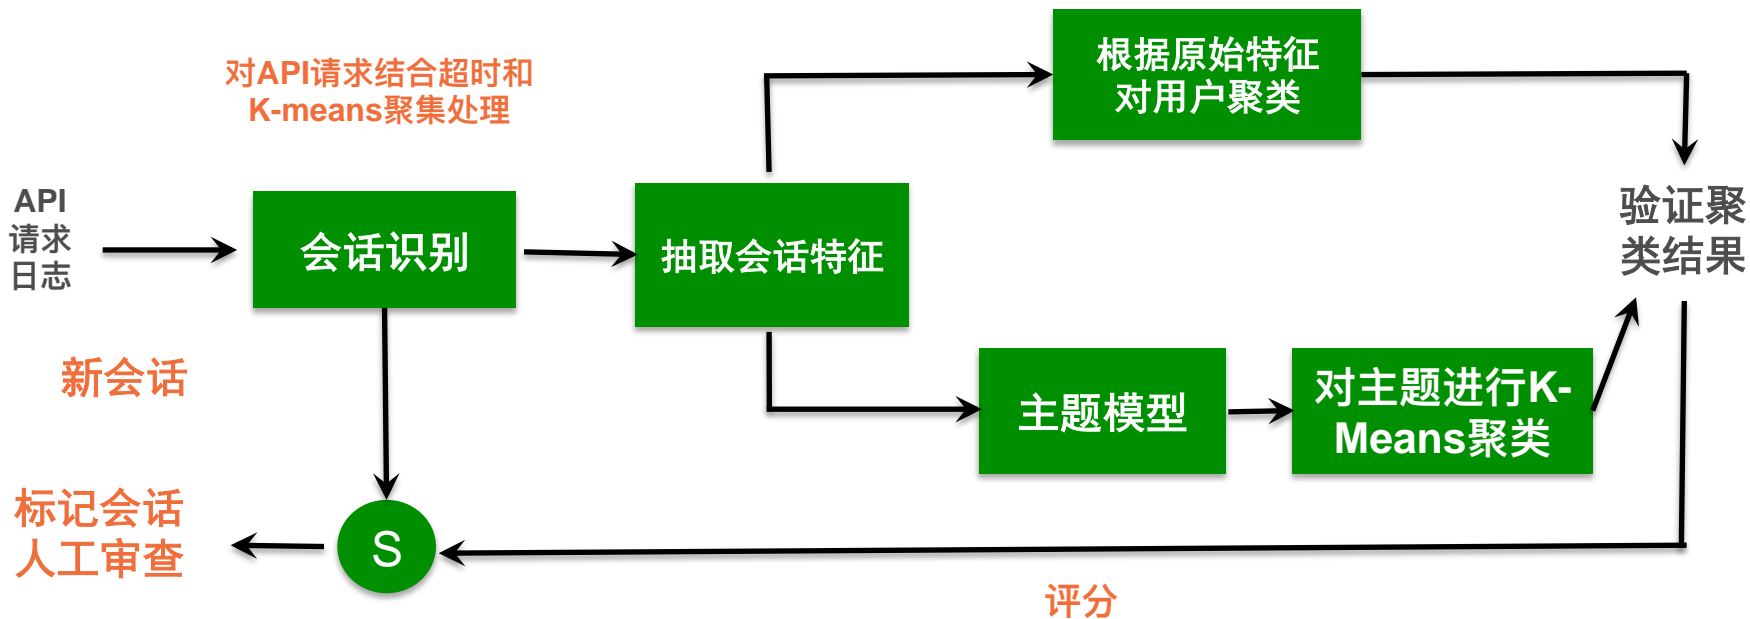 对API请求结合超时和
K-means聚集处理
根据原始特征
对用户聚类
API
请求
日志
会话识别
抽取会话特征
验证聚
类结果
新会话
主题模型
对主题进行K-
Means聚类
标记会话
人工审查
S
评分